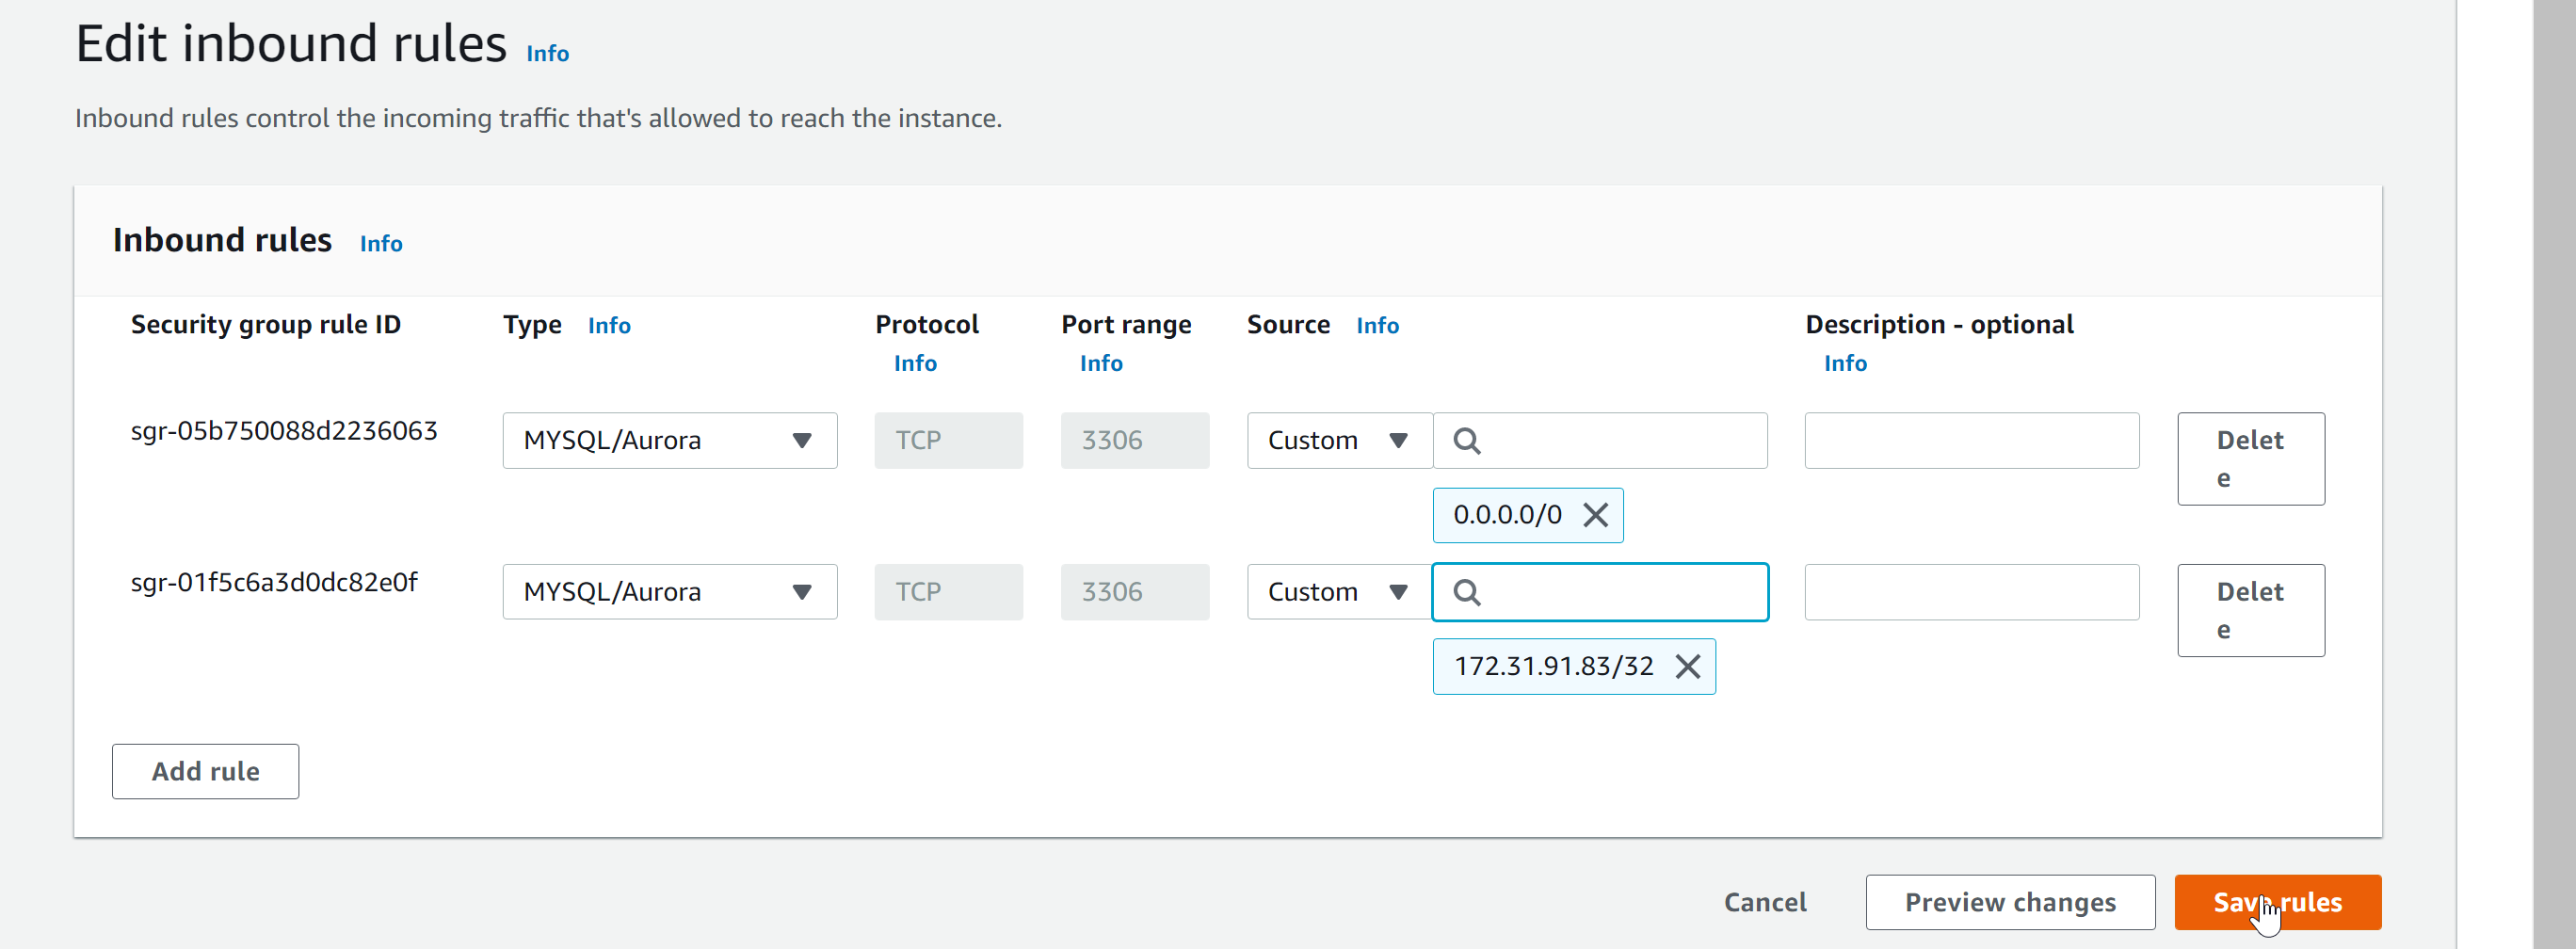 Edit inbound rules Info
Inbound rules control the incoming traffic that's allowed to reach the instance.
Inbound rules Info
Security group rule ID Type Info Protocol Info Port range Info Source Info Description - optional Info
sgr-05b750088d2236063 MYSQL/Aurora TCP 3306 Custom Delet
e
0.0.0.0/0
sgr-01f5c6a3d0dc82e0f MYSQL/Aurora TCP 3306 Custom Delet
e
172.31.91.83/32
Add rule
Cancel Preview changes Save rules